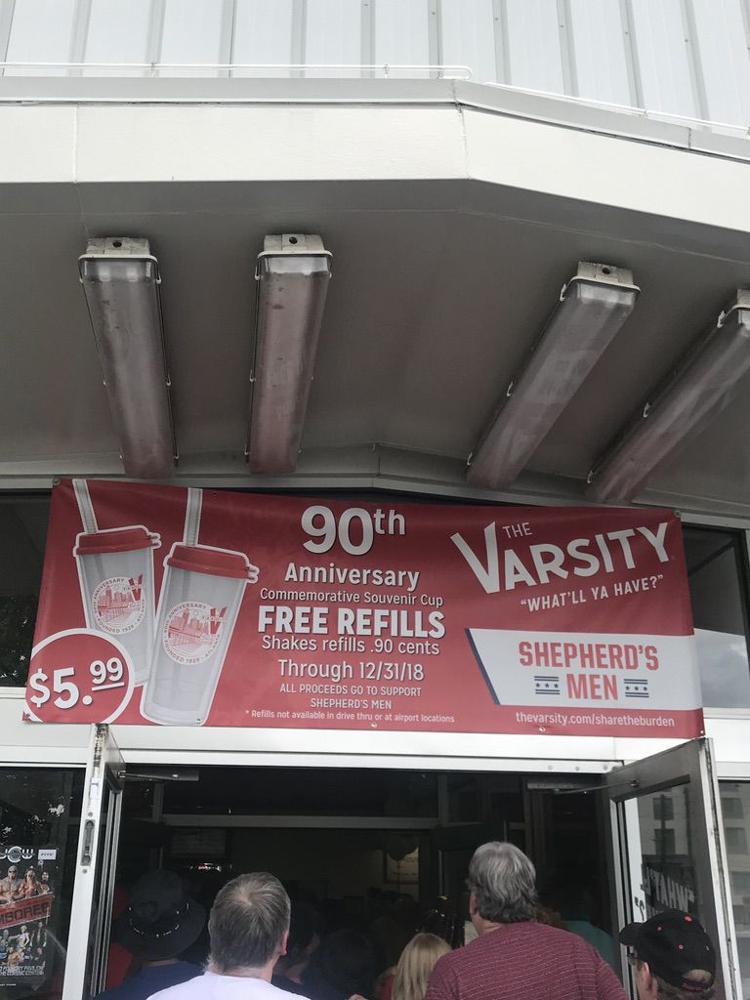 90th
Anniversary
Commemorative Souvenir Cup
FREE REFILLS
Shakes refills .90 cents
Through 12/31/18
ALL PROCEEDS GO TO SUPPORT
SHEPHERD'S MEN
* Refills not available in drive thru or at airport locations
$5.99
THE
VARSITY
"WHAT'LL YA HAVE?"
SHEPHERD'S
MEN
thevarsity.com/sharetheburden
"WHAT'